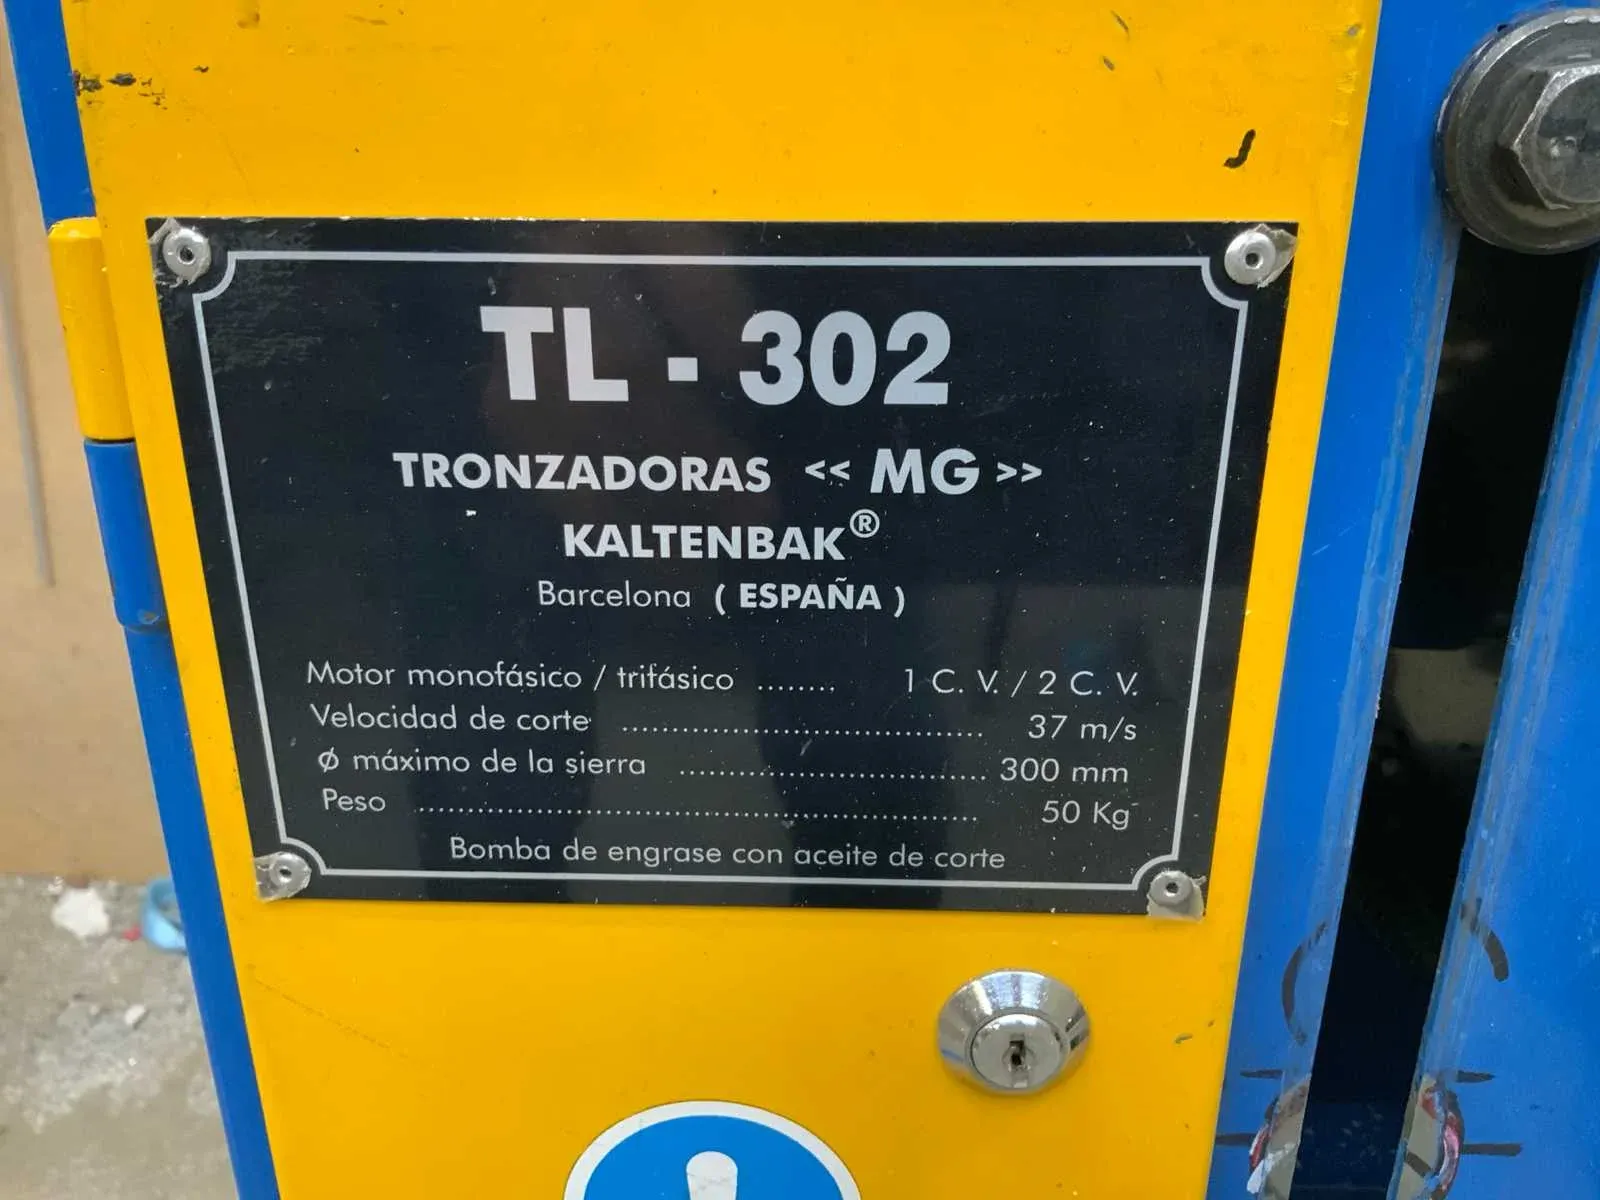 TL - 302
TRONZADORAS << MG >>
KALTENBAK®
Barcelona ( ESPAÑA )
Motor monofásico / trifásico ........ 1 C. V. / 2 C. V.
Velocidad de corte .................................... 37 m/s
ϕ máximo de la sierra ............................... 300 mm
Peso ........................................................ 50 Kg
Bomba de engrase con aceite de corte